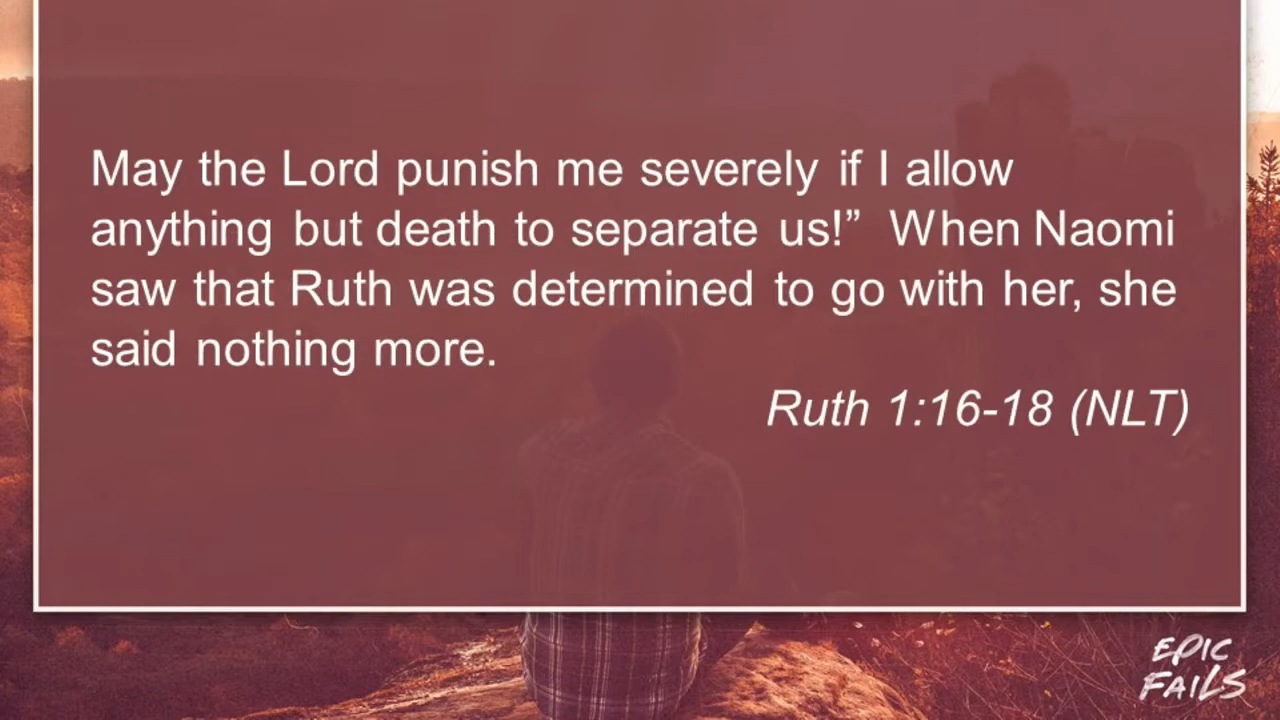 May the Lord punish me severely if I allow
anything but death to separate us!” When Naomi
saw that Ruth was determined to go with her, she
said nothing more.
Ruth 1:16-18 (NLT)
EPIC
FAILS